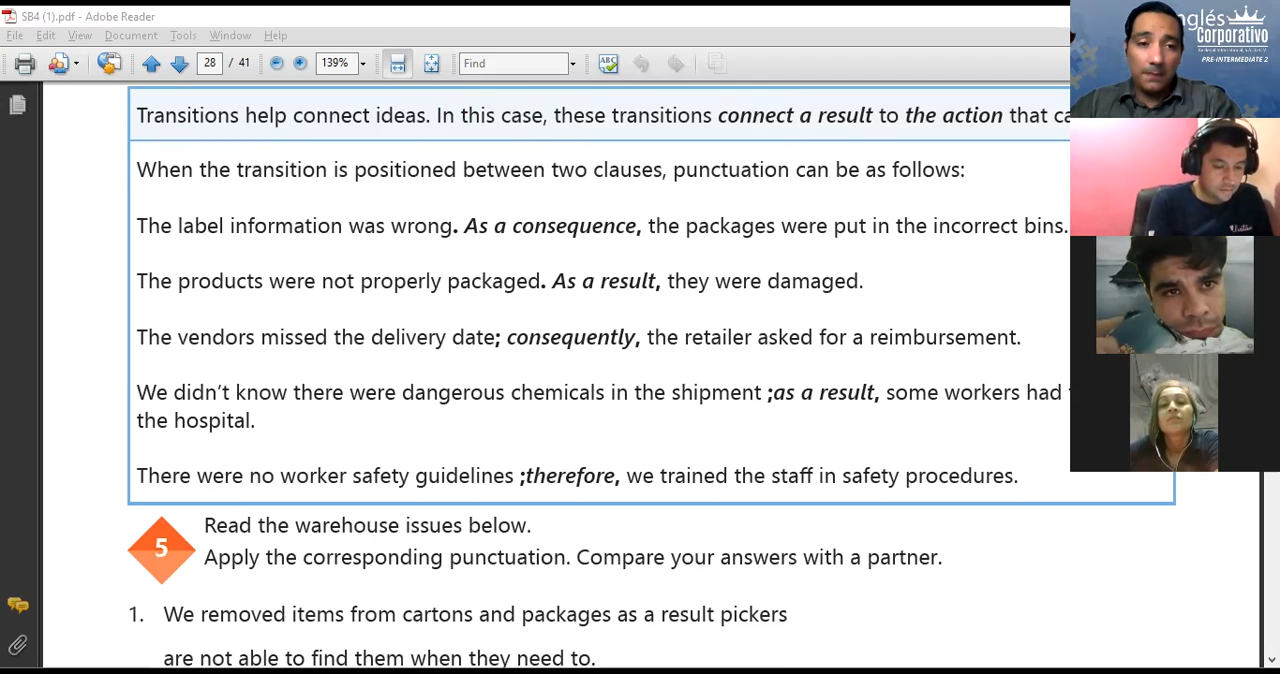 SB4 (1).pdf - Adobe Reader
File Edit View Document Tools Window Help
28 / 41 139% Find
nglés
Corporativo
PRE-INTERMEDIATE 2
Transitions help connect ideas. In this case, these transitions connect a result to the action that ca
When the transition is positioned between two clauses, punctuation can be as follows:
The label information was wrong. As a consequence, the packages were put in the incorrect bins.
The products were not properly packaged. As a result, they were damaged.
The vendors missed the delivery date; consequently, the retailer asked for a reimbursement.
We didn’t know there were dangerous chemicals in the shipment ;as a result, some workers had
the hospital.
There were no worker safety guidelines ;therefore, we trained the staff in safety procedures.
5
Read the warehouse issues below.
Apply the corresponding punctuation. Compare your answers with a partner.
1. We removed items from cartons and packages as a result pickers
are not able to find them when they need to.